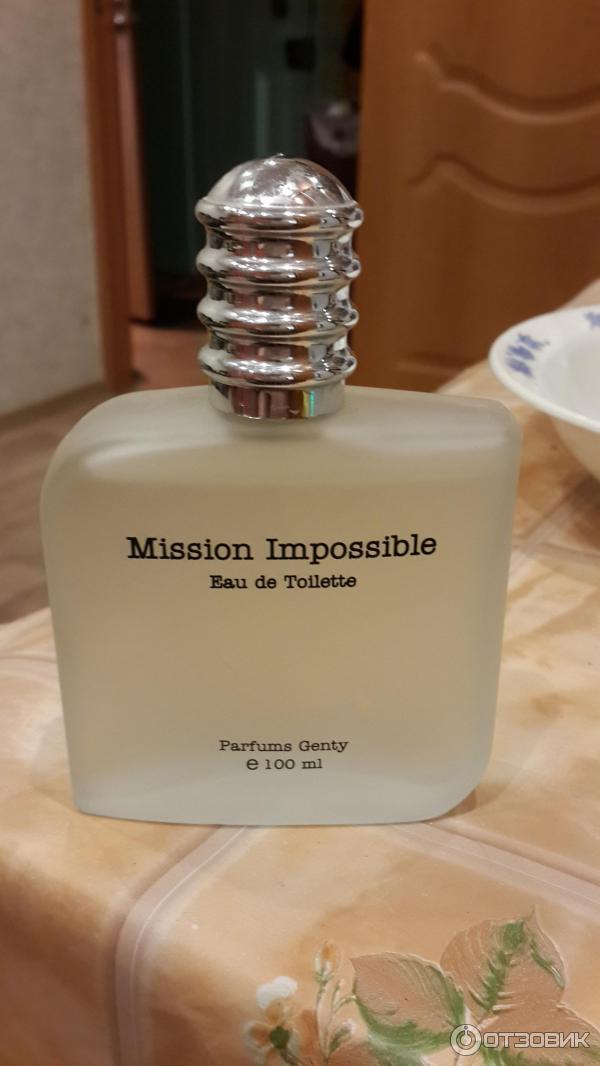 Mission Impossible
Eau de Toilette
Parfums Genty
e 100 ml
ОТЗОВИК